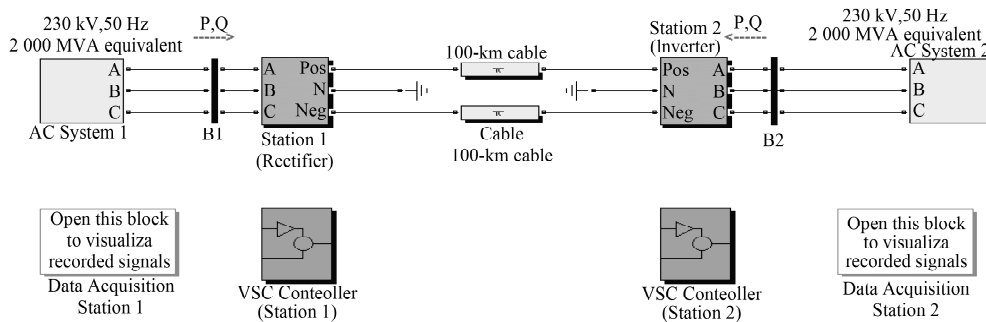 230 kV,50 Hz
2 000 MVA equivalent
P,Q
A
B
C
AC System 1
B1
A
B
C
Pos
N
Neg
Station 1
(Rectifier)
100-km cable
π
π
Cable
100-km cable
Statiom 2
(Inverter)
Pos
N
Neg
A
B
C
P,Q
B2
230 kV,50 Hz
2 000 MVA equivalent
AC System 2
A
B
C
Open this block
to visualiza
recorded signals
Data Acquisition
Station 1
VSC Conteoller
(Station 1)
VSC Conteoller
(Station 2)
Open this block
to visualiza
recorded signals
Data Acquisition
Station 2